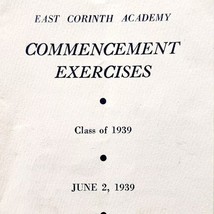 EAST CORINTH ACADEMY
COMMENCEMENT
EXERCISES
Class of 1939
JUNE 2, 1939